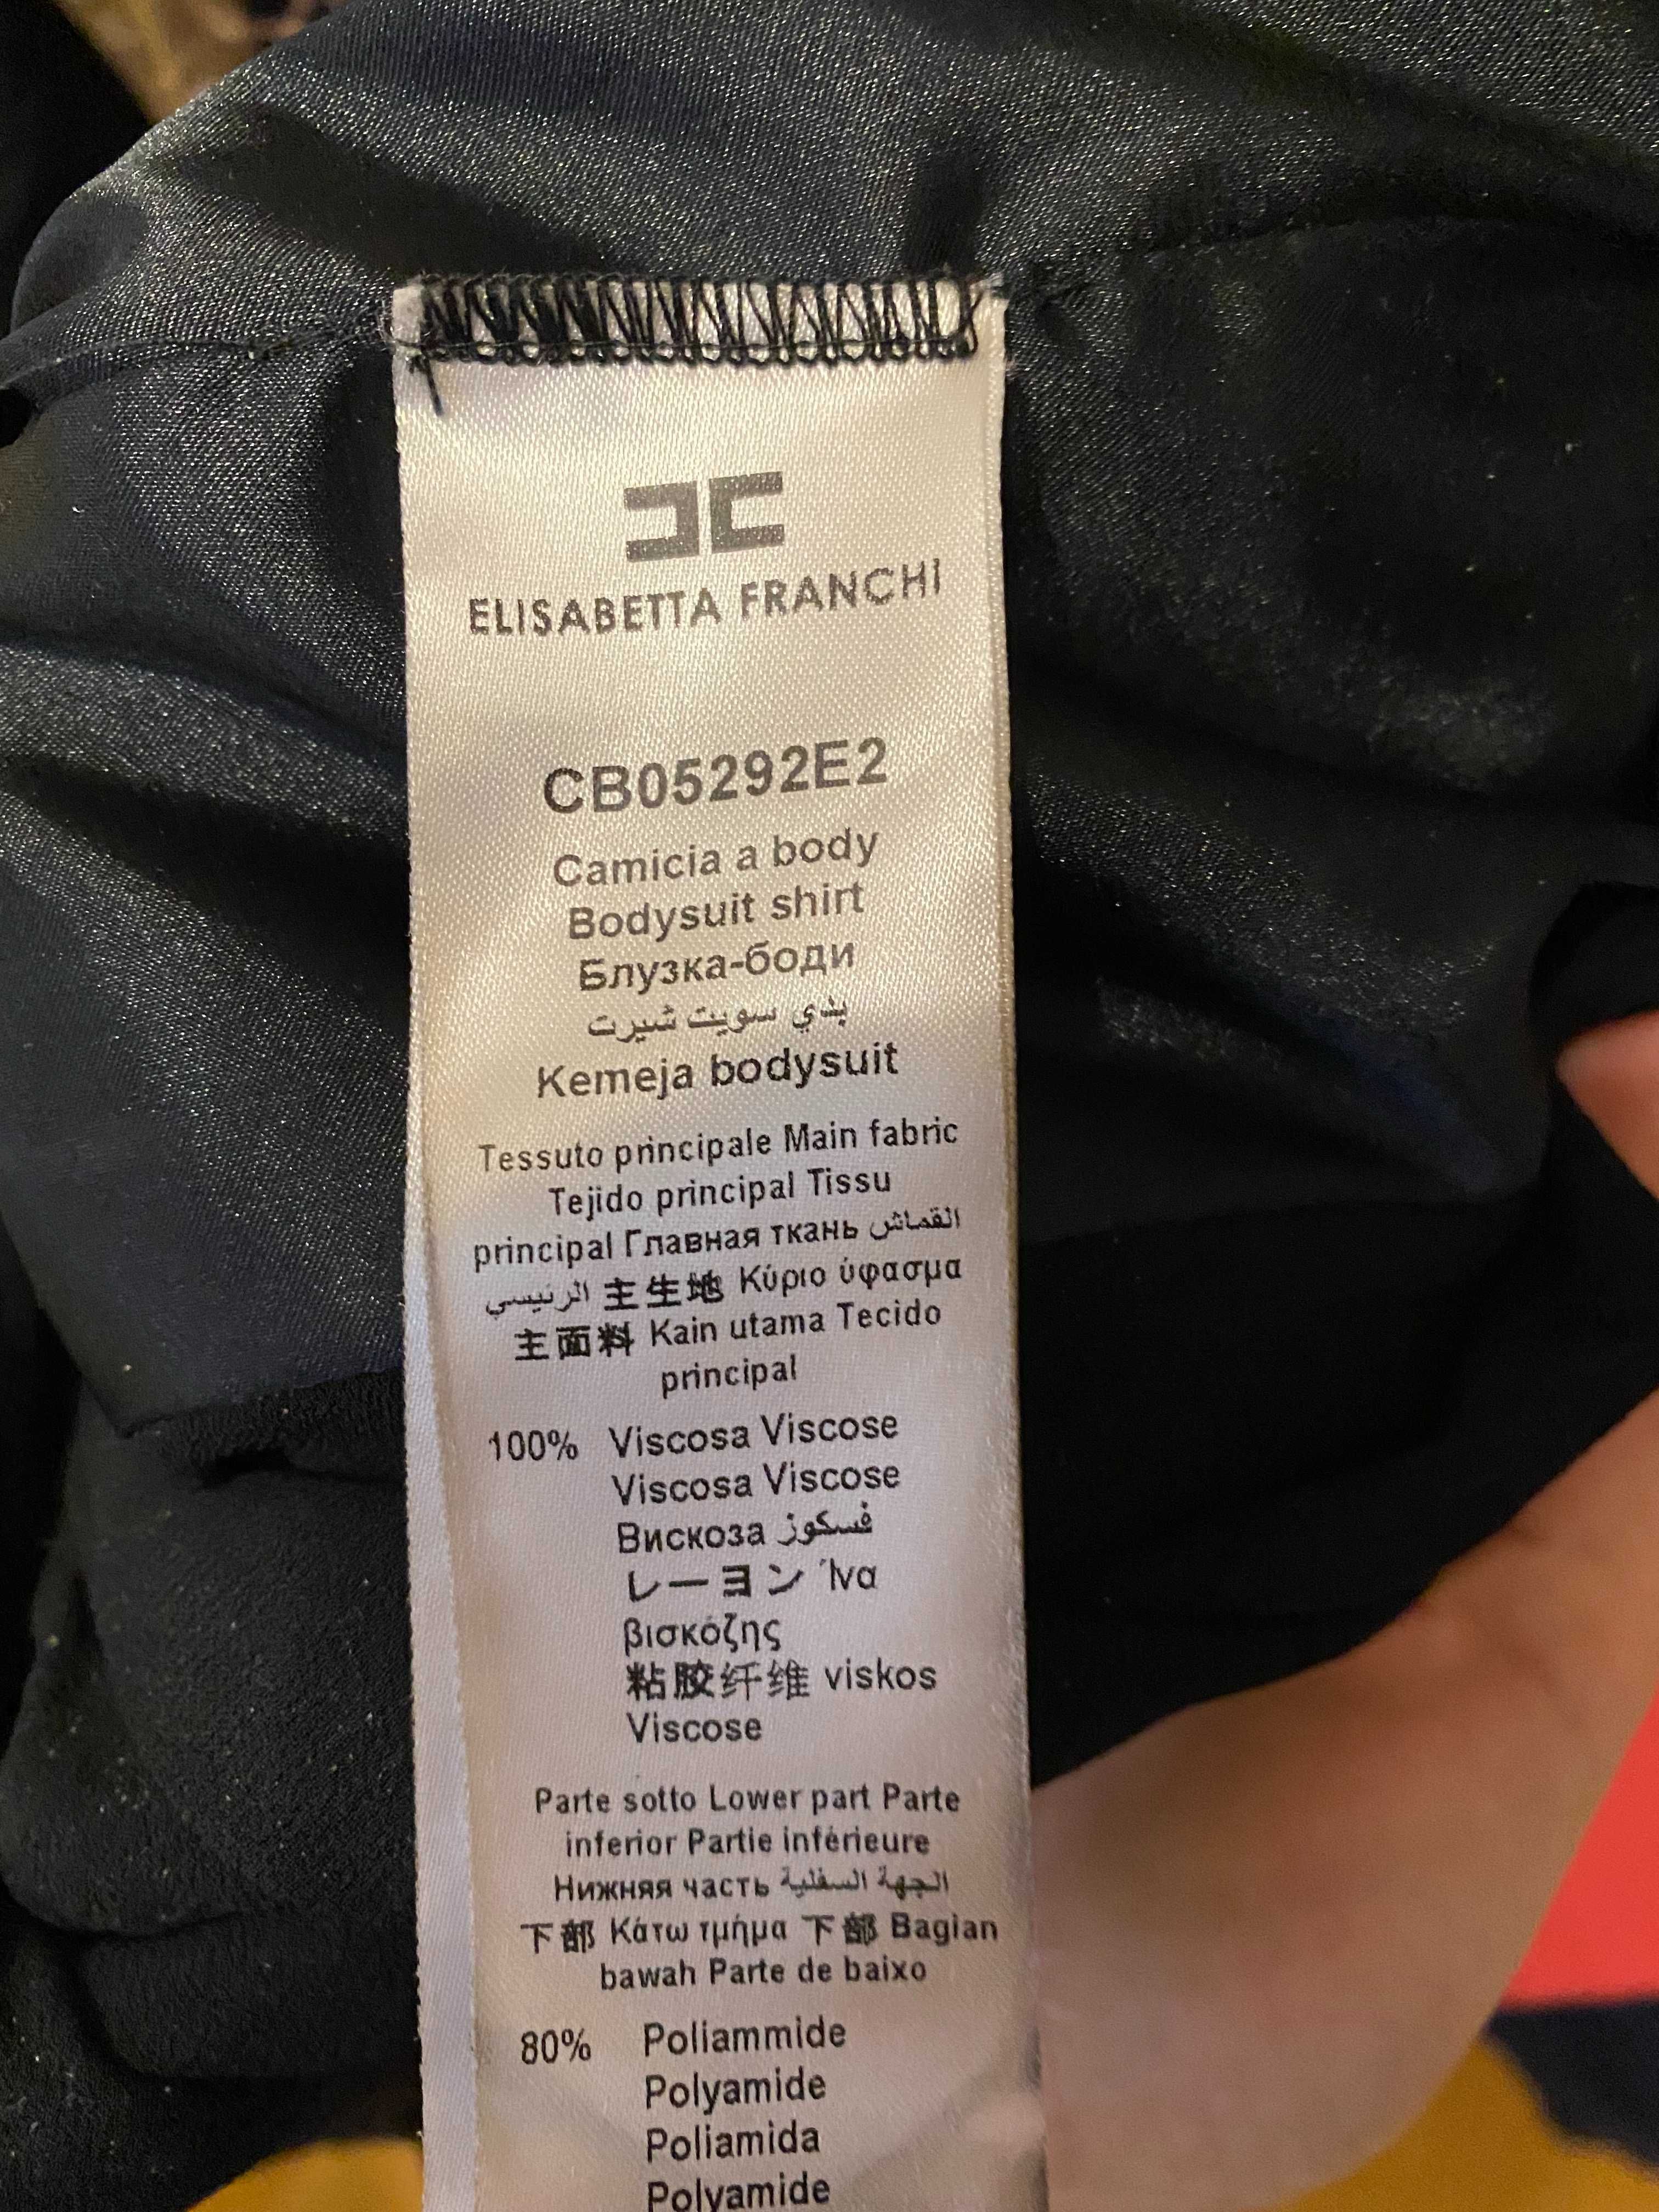 ELISABETTA FRANCHI
CB05292E2
Camicia a body
Bodysuit shirt
Блузка-боди
بدي سويت شيرت
Kemeja bodysuit
Tessuto principale Main fabric
Tejido principal Tissu
principal Главная ткань القماش
الرئيسي 主生地 Κύριο ύφασμα
主面料 Kain utama Tecido
principal
100% Viscosa Viscose
Viscosa Viscose
Вискоза فسكوز
レーヨン Ίνα
βισκόζης
粘胶纤维 viskos
Viscose
Parte sotto Lower part Parte
inferior Partie inférieure
Нижняя часть الجهة السفلية
下部 Κάτω τμήμα 下部 Bagian
bawah Parte de baixo
80% Poliammide
Polyamide
Poliamida
Polyamide